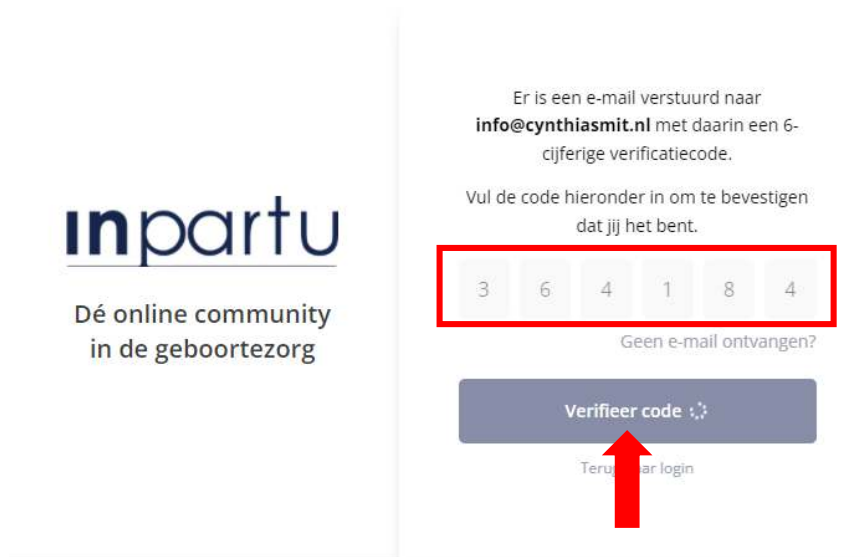 inpartu
Dé online community
in de geboortezorg
Er is een e-mail verstuurd naar
info@cynthiasmit.nl met daarin een 6-
cijferige verificatiecode.
Vul de code hieronder in om te bevestigen
dat jij het bent.
3 6 4 1 8 4
Geen e-mail ontvangen?
Verifieer code
Terug login